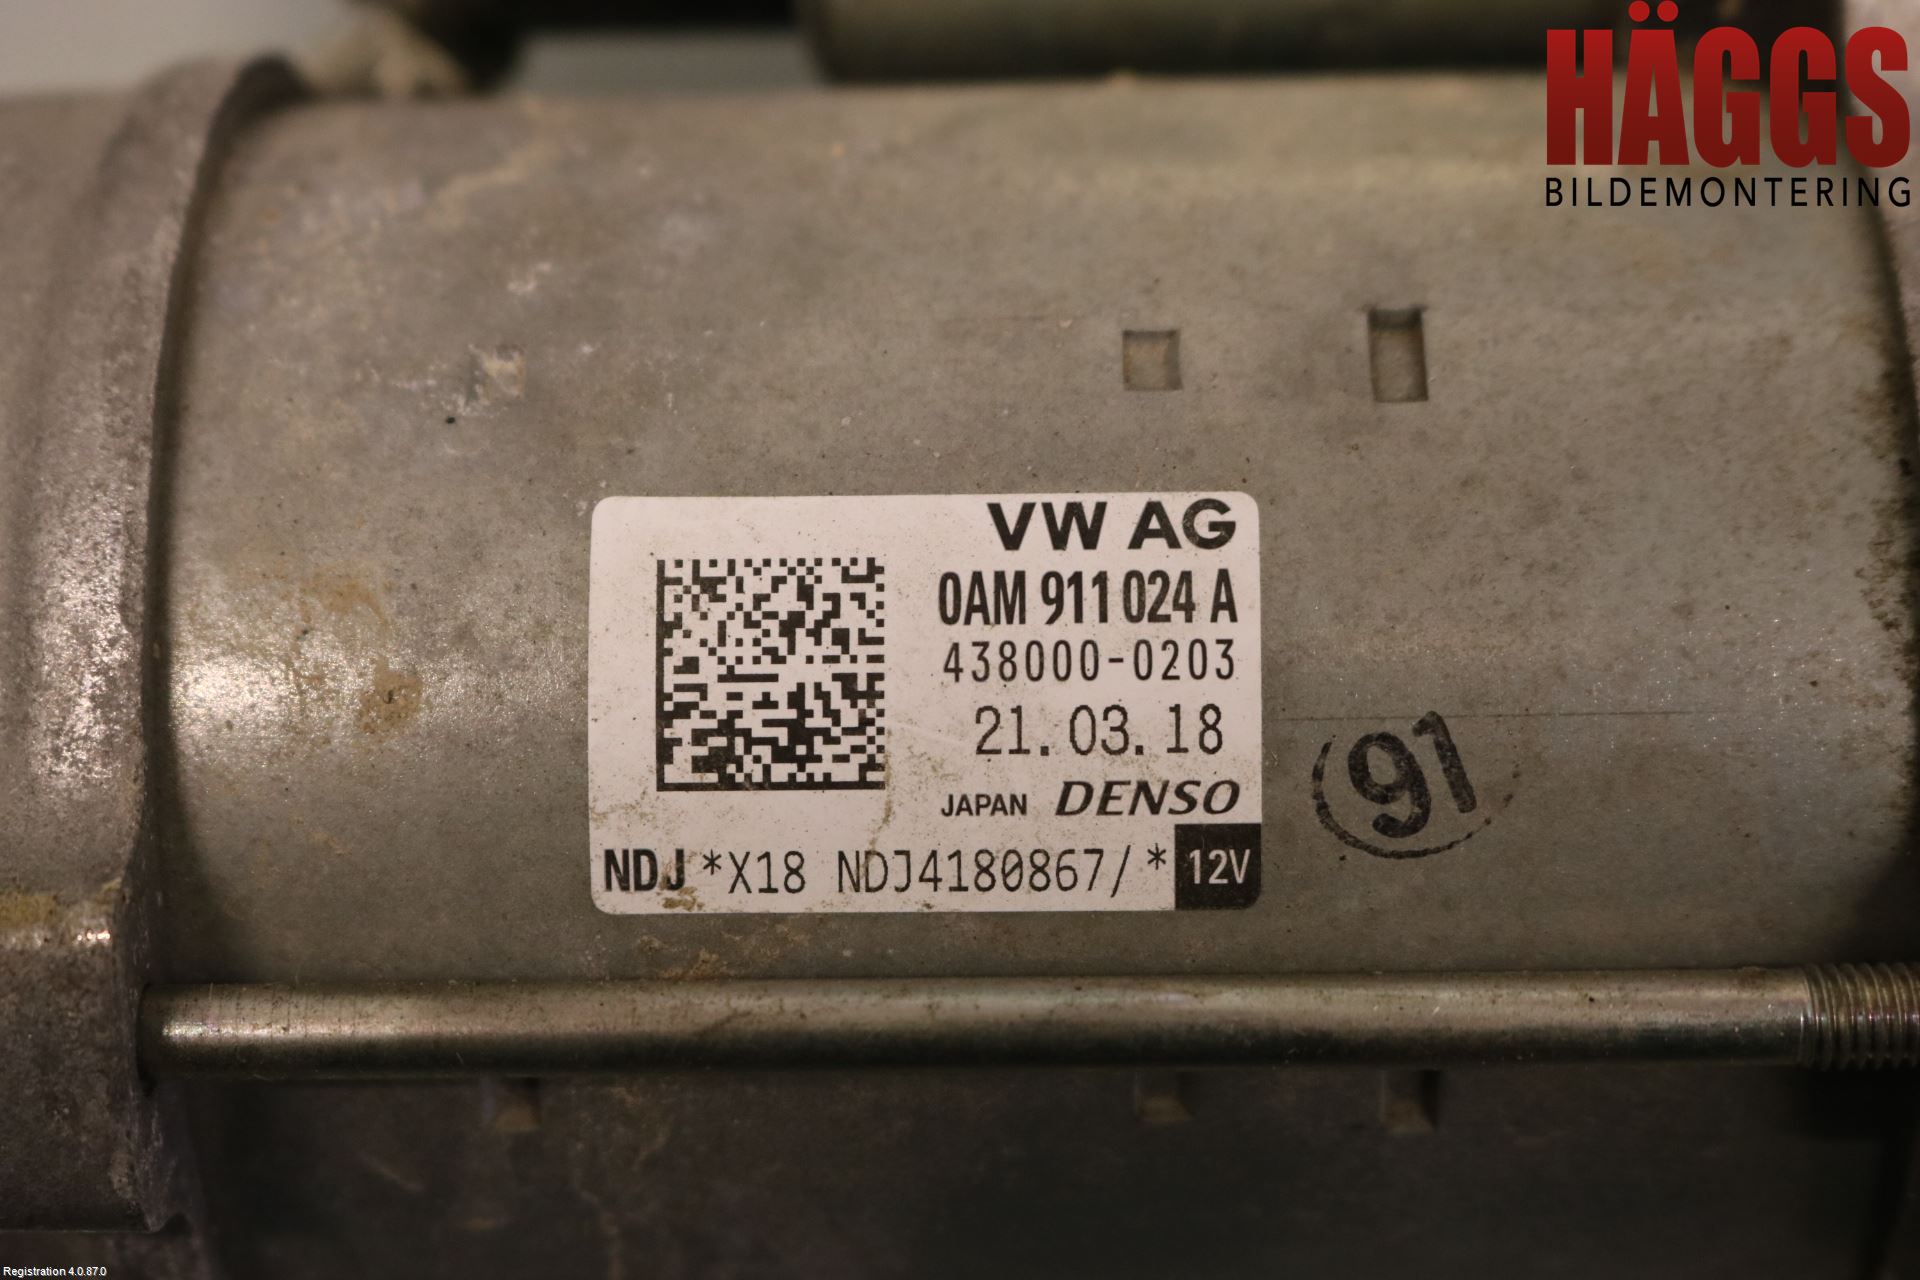 HÄGGS
BILDEMONTERING
VW AG
0AM 911 024 A
438000-0203
21.03.18
JAPAN DENSO
NDJ *X18 NDJ4180867/* 12V
91
Registration 4.0.87.0